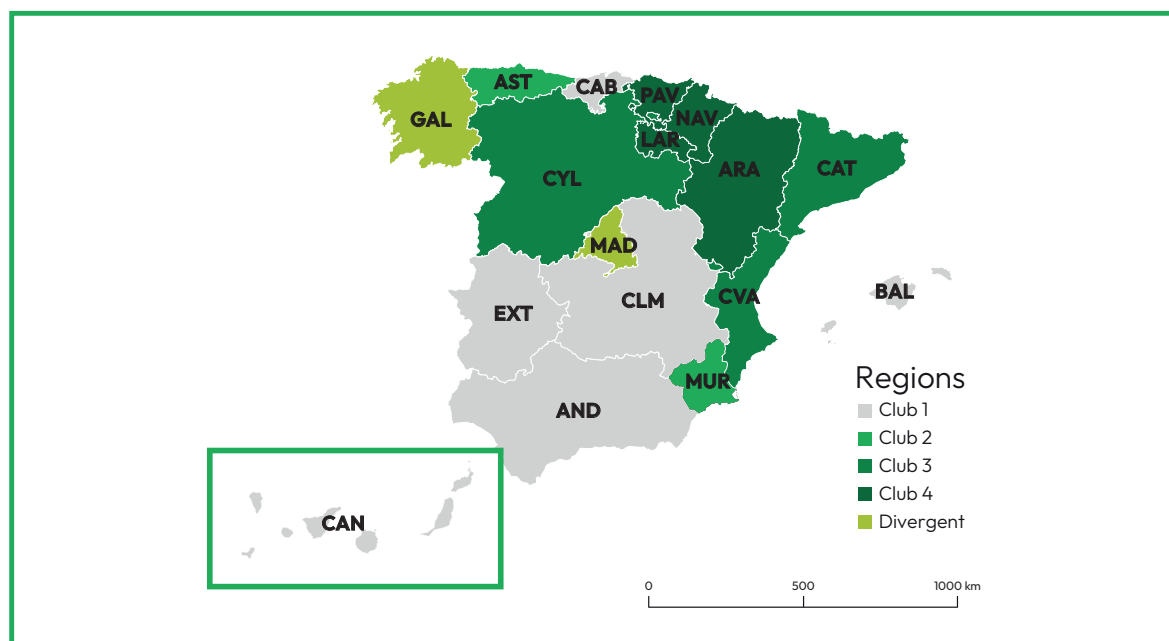 AST
CAB
PAV
GAL
NAV
LAR
CYL
ARA
CAT
MAD
CLM
CVA
BAL
EXT
MUR
AND
Regions
Club 1
Club 2
Club 3
Club 4
Divergent
CAN
0 500 1000 km